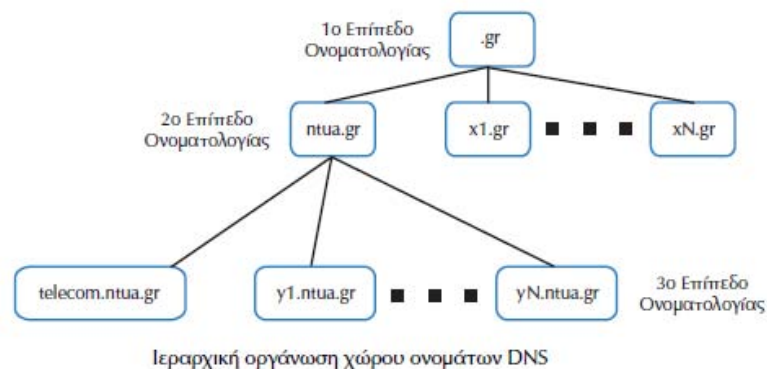 1ο Επίπεδο
Ονοματολογίας
.gr
2ο Επίπεδο
Ονοματολογίας
ntua.gr
x1.gr
xN.gr
telecom.ntua.gr
y1.ntua.gr
yN.ntua.gr
3ο Επίπεδο
Ονοματολογίας
Ιεραρχική οργάνωση χώρου ονομάτων DNS